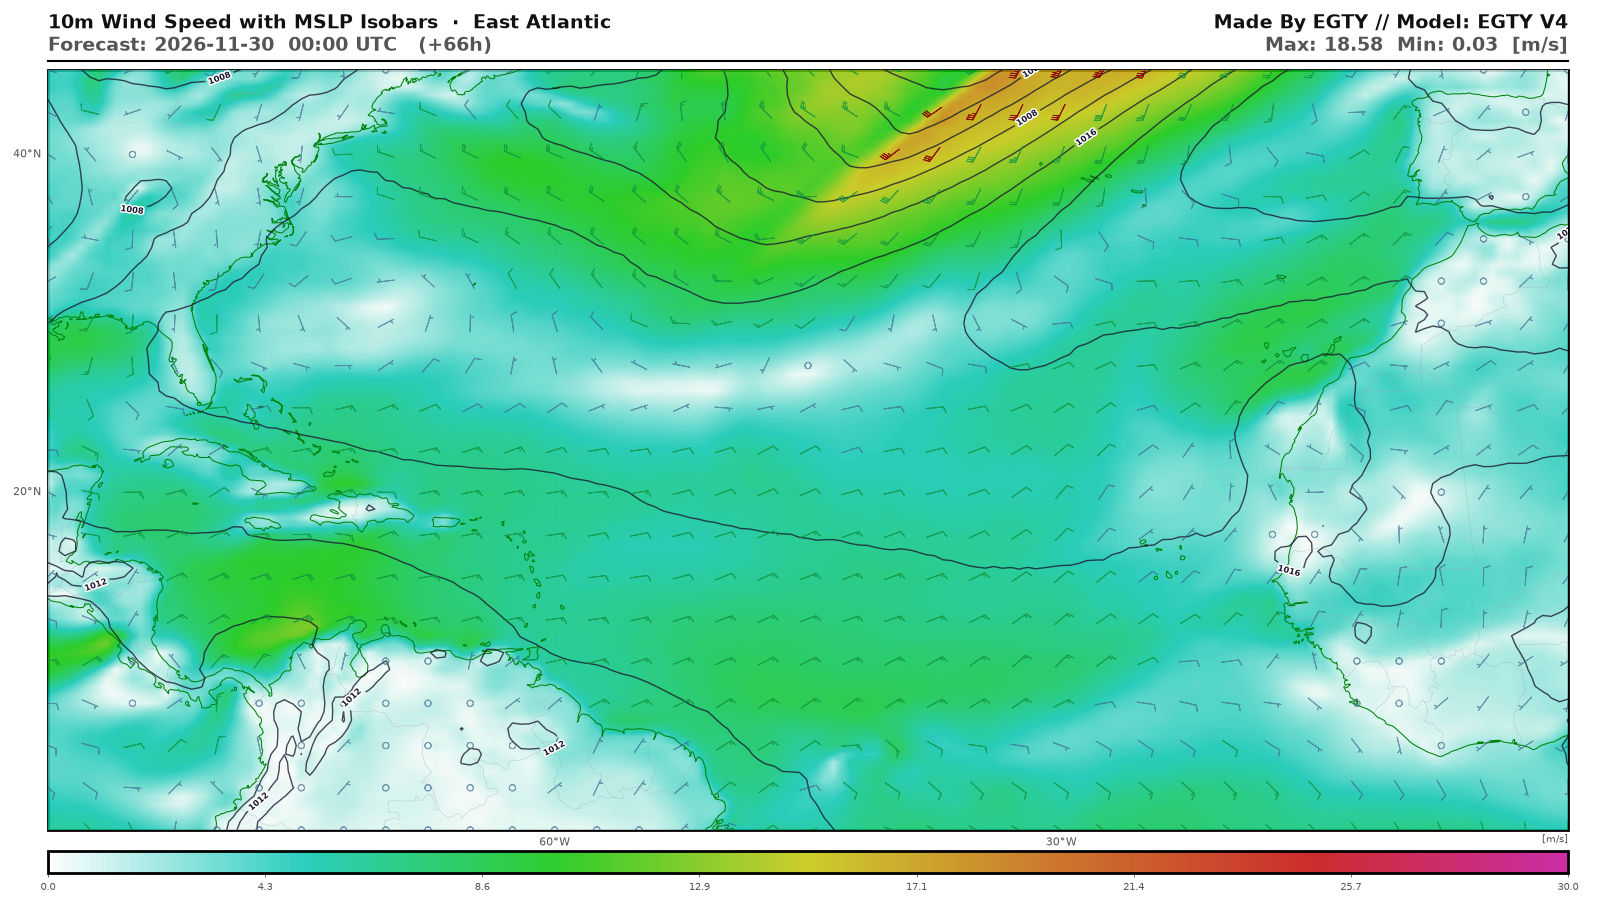 10m Wind Speed with MSLP Isobars · East Atlantic
Made By EGTY // Model: EGTY V4
Forecast: 2026-11-30 00:00 UTC (+66h)
Max: 18.58 Min: 0.03 [m/s]
1008
1008
1016
40°N
1008
20°N
1012
1016
1012
1012
1012
60°W
30°W
[m/s]
0.0
4.3
8.6
12.9
17.1
21.4
25.7
30.0